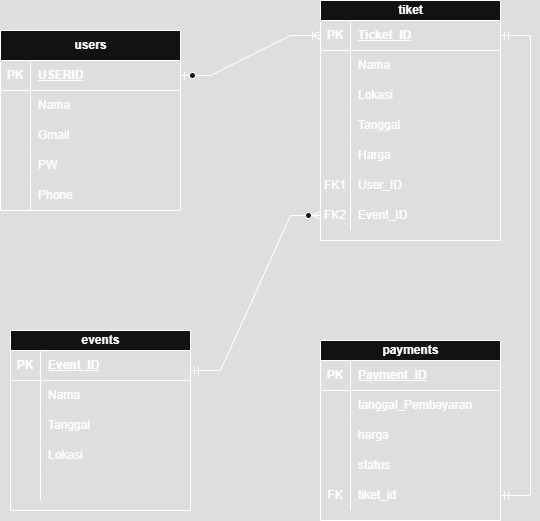 users
PK USERID
Nama
Gmail
PW
Phone
tiket
PK Ticket_ID
Nama
Lokasi
Tanggal
Harga
FK1 User_ID
FK2 Event_ID
events
PK Event_ID
Nama
Tanggal
Lokasi
payments
PK Payment_ID
tanggal_Pembayaran
harga
status
FK tiket_id